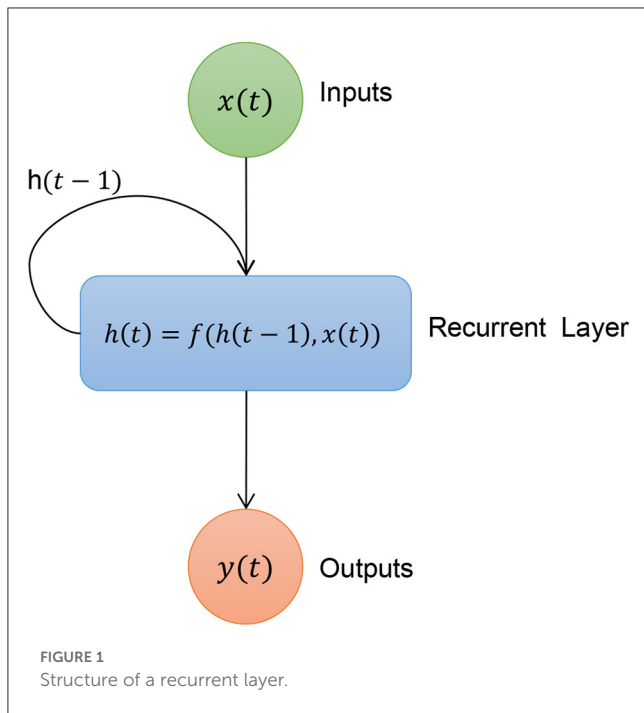 x(t) Inputs
h(t − 1)
h(t) = f(h(t − 1), x(t)) Recurrent Layer
y(t) Outputs
FIGURE 1
Structure of a recurrent layer.